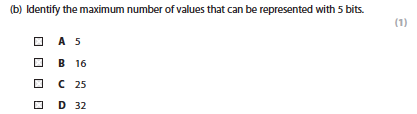 (b) Identify the maximum number of values that can be represented with 5 bits.
(1)
A 5
B 16
C 25
D 32